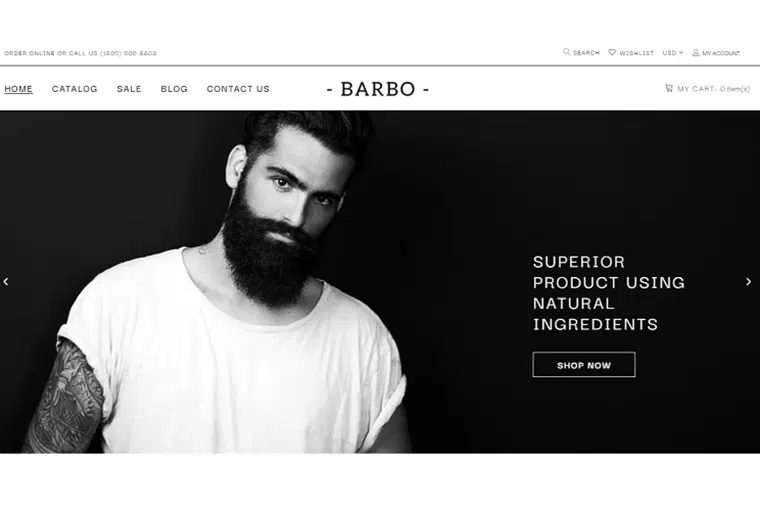 ORDER ONLINE OR CALL US (1800) 000 8808
SEARCH WISHLIST USD MY ACCOUNT
HOME CATALOG SALE BLOG CONTACT US
- BARBO -
MY CART: 0 item(s)
SUPERIOR
PRODUCT USING
NATURAL
INGREDIENTS
SHOP NOW